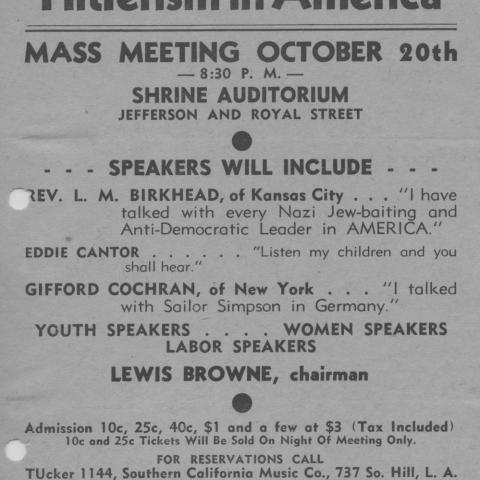 Hitlerism in America
MASS MEETING OCTOBER 20th
— 8:30 P. M. —
SHRINE AUDITORIUM
JEFFERSON AND ROYAL STREET
- - - SPEAKERS WILL INCLUDE - - -
REV. L. M. BIRKHEAD, of Kansas City . . . "I have
talked with every Nazi Jew-baiting and
Anti-Democratic Leader in AMERICA."
EDDIE CANTOR . . . . . . "Listen my children and you
shall hear."
GIFFORD COCHRAN, of New York . . . "I talked
with Sailor Simpson in Germany."
YOUTH SPEAKERS . . . . WOMEN SPEAKERS
LABOR SPEAKERS
LEWIS BROWNE, chairman
Admission 10c, 25c, 40c, $1 and a few at $3 (Tax Included)
10c and 25c Tickets Will Be Sold On Night Of Meeting Only.
FOR RESERVATIONS CALL
TUcker 1144, Southern California Music Co., 737 So. Hill, L. A.